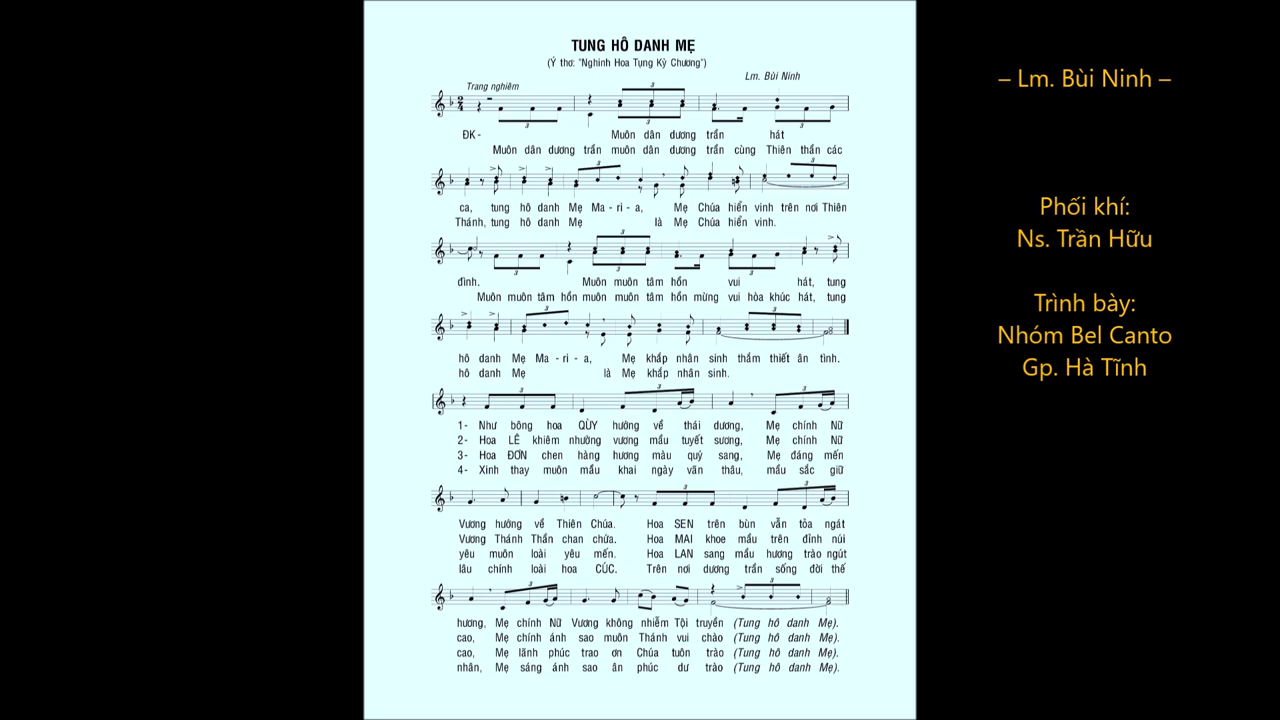 TUNG HÔ DANH MẸ
(Ý thơ: "Nghinh Hoa Tụng Kỳ Chương")
Lm. Bùi Ninh
Trang nghiêm
ĐK- Muôn dân dương trần hát
Muôn dân dương trần muôn dân dương trần cùng Thiên thần các
ca, tung hô danh Mẹ Ma - ri - a, Mẹ Chúa hiển vinh trên nơi Thiên
Thánh, tung hô danh Mẹ là Mẹ Chúa hiển vinh.
đình. Muôn muôn tâm hồn vui hát, tung
Muôn muôn tâm hồn muôn muôn tâm hồn mừng vui hòa khúc hát, tung
hô danh Mẹ Ma - ri - a, Mẹ khắp nhân sinh thắm thiết ân tình.
hô danh Mẹ là Mẹ khắp nhân sinh.
1- Như bông hoa QÙY hướng về thái dương, Mẹ chính Nữ
2- Hoa LÊ khiêm nhường vương mầu tuyết sương, Mẹ chính Nữ
3- Hoa ĐƠN chen hàng hương màu quý sang, Mẹ đáng mến
4- Xinh thay muôn mầu khai ngày vãn thâu, mầu sắc giữ
Vương hướng về Thiên Chúa. Hoa SEN trên bùn vẫn tỏa ngát
Vương Thánh Thần chan chứa. Hoa MAI khoe mầu trên đỉnh núi
yêu muôn loài yêu mến. Hoa LAN sang mầu hương trào ngút
lâu chính loài hoa CÚC. Trên nơi dương trần sống đời thế
hương, Mẹ chính Nữ Vương không nhiễm Tội truyền (Tung hô danh Mẹ).
cao, Mẹ chính ánh sao muôn Thánh vui chào (Tung hô danh Mẹ).
cao, Mẹ lãnh phúc trao ơn Chúa tuôn trào (Tung hô danh Mẹ).
nhân, Mẹ sáng ánh sao ân phúc dư trào (Tung hô danh Mẹ).
– Lm. Bùi Ninh –
Phối khí:
Ns. Trần Hữu
Trình bày:
Nhóm Bel Canto
Gp. Hà Tĩnh